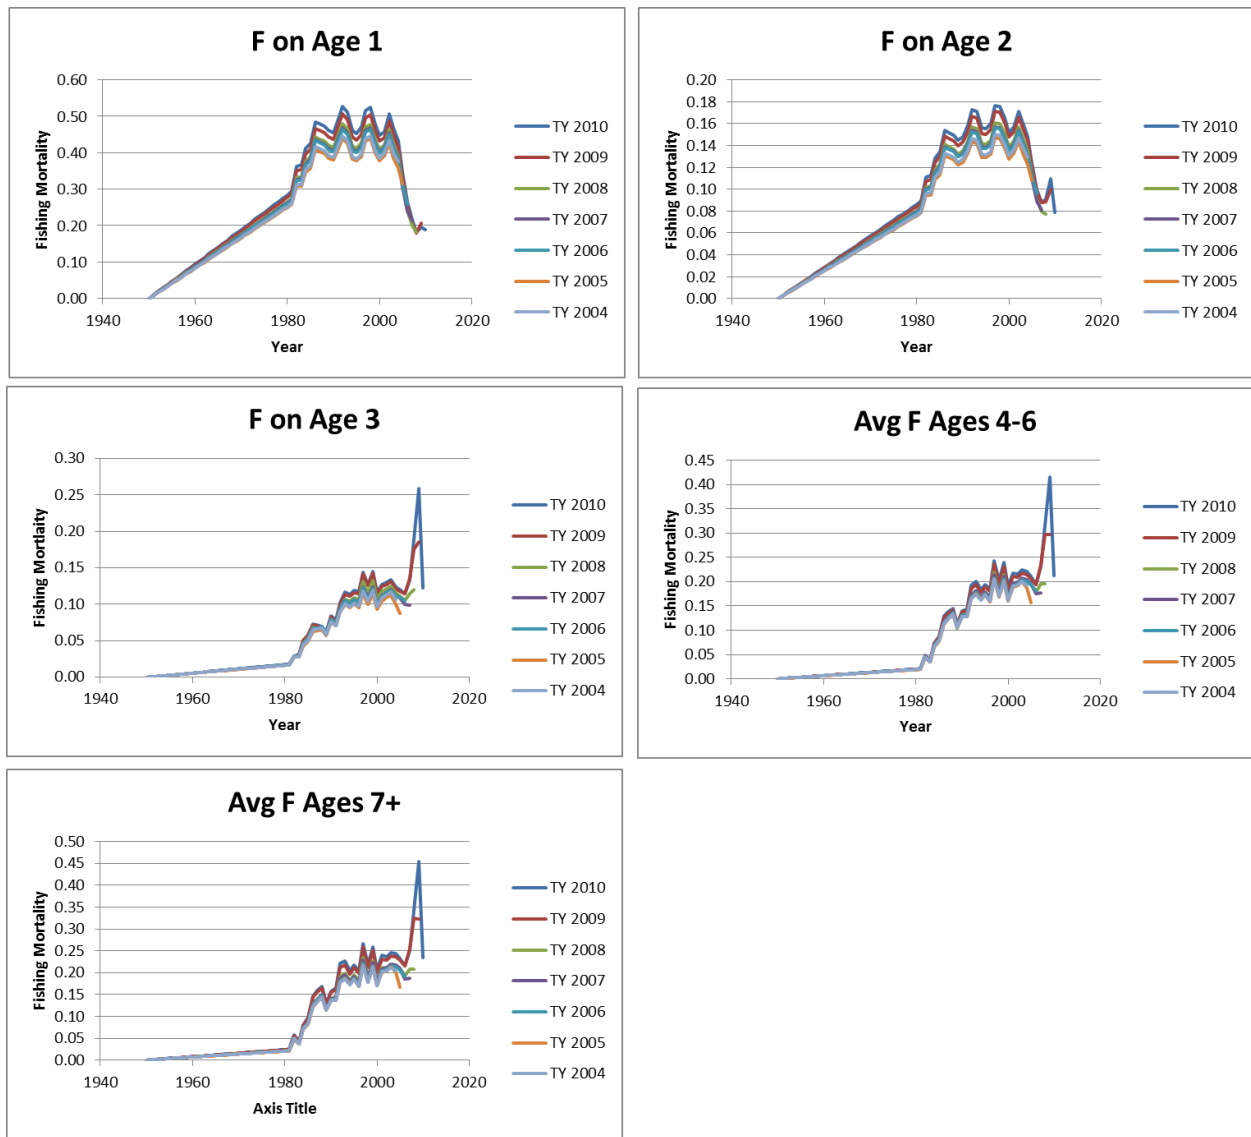 F on Age 1
0.60
0.50
0.40
0.30
0.20
0.10
0.00
Fishing Mortality
1940 1960 1980 2000 2020
Year
TY 2010
TY 2009
TY 2008
TY 2007
TY 2006
TY 2005
TY 2004
F on Age 2
0.20
0.18
0.16
0.14
0.12
0.10
0.08
0.06
0.04
0.02
0.00
Fishing Mortality
1940 1960 1980 2000 2020
Year
TY 2010
TY 2009
TY 2008
TY 2007
TY 2006
TY 2005
TY 2004
F on Age 3
0.30
0.25
0.20
0.15
0.10
0.05
0.00
Fishing Mortlaity
1940 1960 1980 2000 2020
Year
TY 2010
TY 2009
TY 2008
TY 2007
TY 2006
TY 2005
TY 2004
Avg F Ages 4-6
0.45
0.40
0.35
0.30
0.25
0.20
0.15
0.10
0.05
0.00
Fishing Mortality
1940 1960 1980 2000 2020
Year
TY 2010
TY 2009
TY 2008
TY 2007
TY 2006
TY 2005
TY 2004
Avg F Ages 7+
0.50
0.45
0.40
0.35
0.30
0.25
0.20
0.15
0.10
0.05
0.00
Fishing Mortality
1940 1960 1980 2000 2020
Axis Title
TY 2010
TY 2009
TY 2008
TY 2007
TY 2006
TY 2005
TY 2004